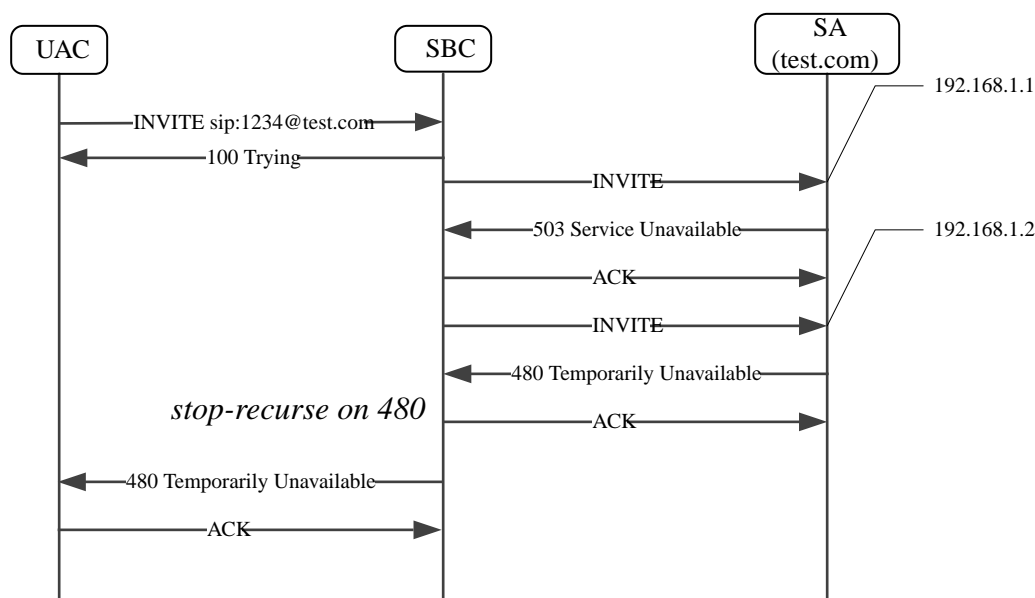 UAC
SBC
SA
(test.com)
192.168.1.1
INVITE sip:1234@test.com
100 Trying
INVITE
503 Service Unavailable
192.168.1.2
ACK
INVITE
480 Temporarily Unavailable
stop-recurse on 480
ACK
480 Temporarily Unavailable
ACK